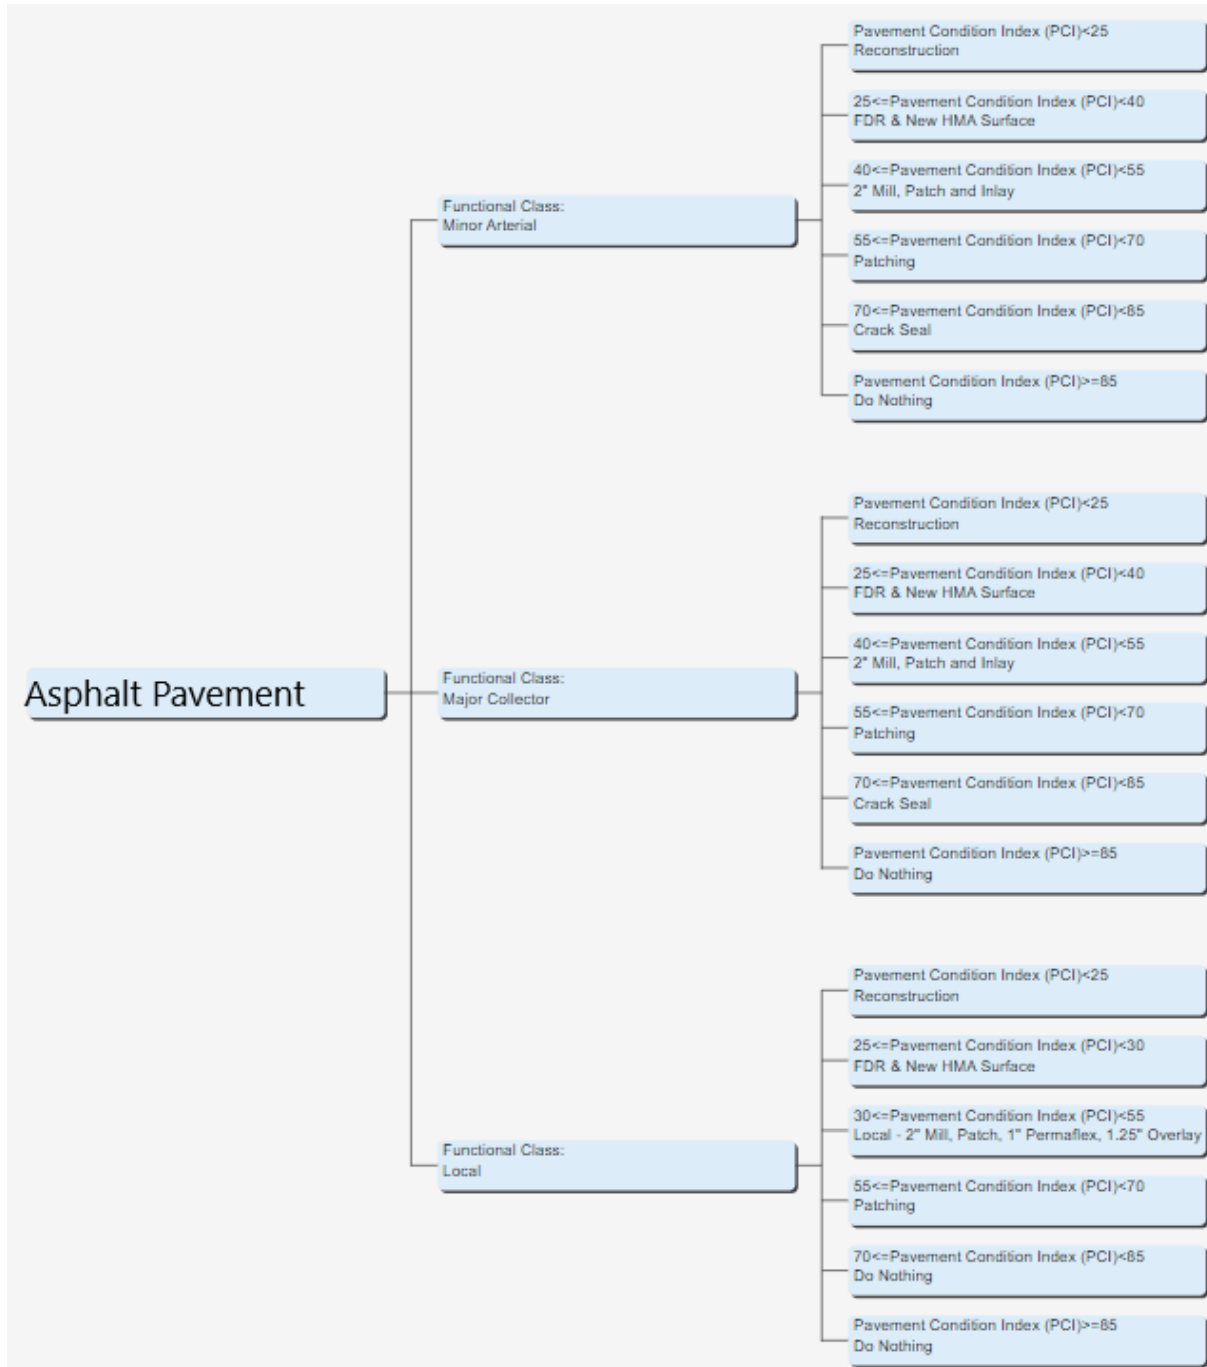 Asphalt Pavement
Functional Class:
Minor Arterial
Pavement Condition Index (PCI)<25
Reconstruction
25<=Pavement Condition Index (PCI)<40
FDR & New HMA Surface
40<=Pavement Condition Index (PCI)<55
2" Mill, Patch and Inlay
55<=Pavement Condition Index (PCI)<70
Patching
70<=Pavement Condition Index (PCI)<85
Crack Seal
Pavement Condition Index (PCI)>=85
Do Nothing
Functional Class:
Major Collector
Pavement Condition Index (PCI)<25
Reconstruction
25<=Pavement Condition Index (PCI)<40
FDR & New HMA Surface
40<=Pavement Condition Index (PCI)<55
2" Mill, Patch and Inlay
55<=Pavement Condition Index (PCI)<70
Patching
70<=Pavement Condition Index (PCI)<85
Crack Seal
Pavement Condition Index (PCI)>=85
Do Nothing
Functional Class:
Local
Pavement Condition Index (PCI)<25
Reconstruction
25<=Pavement Condition Index (PCI)<30
FDR & New HMA Surface
30<=Pavement Condition Index (PCI)<55
Local - 2" Mill, Patch, 1" Permaflex, 1.25" Overlay
55<=Pavement Condition Index (PCI)<70
Patching
70<=Pavement Condition Index (PCI)<85
Do Nothing
Pavement Condition Index (PCI)>=85
Do Nothing